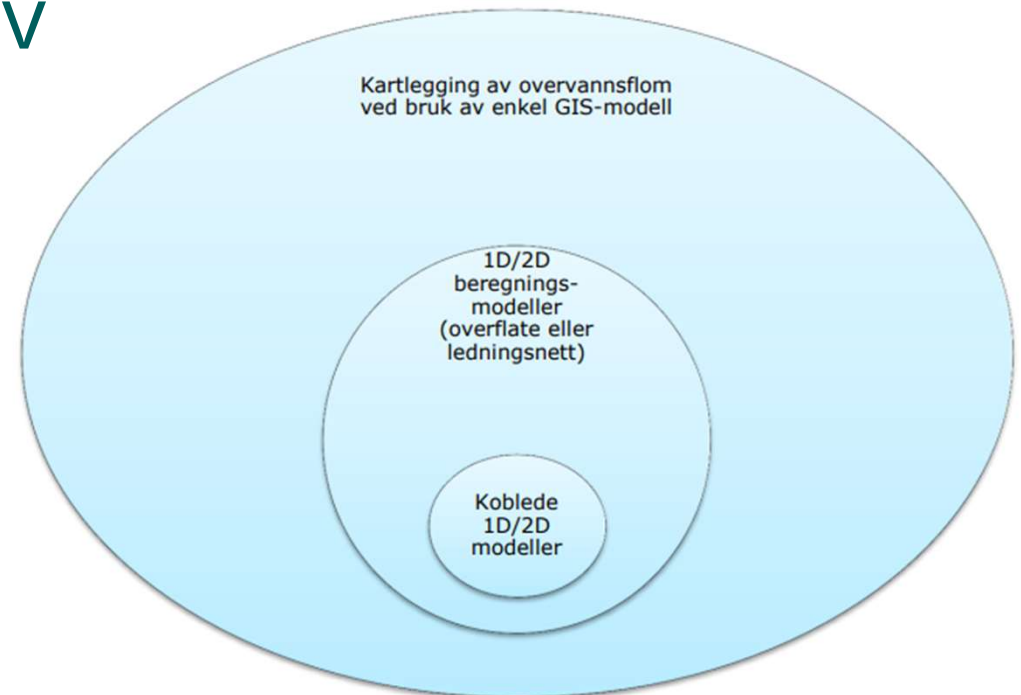 V
Kartlegging av overvannsflom
ved bruk av enkel GIS-modell
1D/2D
beregnings-
modeller
(overflate eller
ledningsnett)
Koblede
1D/2D
modeller